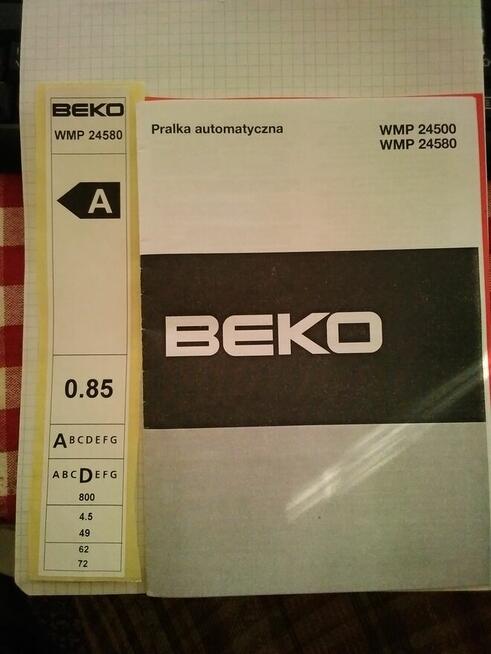 BEKO
WMP 24580
A
0.85
ABCDEFG
ABCDEFG
800
4.5
49
62
72
Pralka automatyczna
WMP 24500
WMP 24580
BEKO